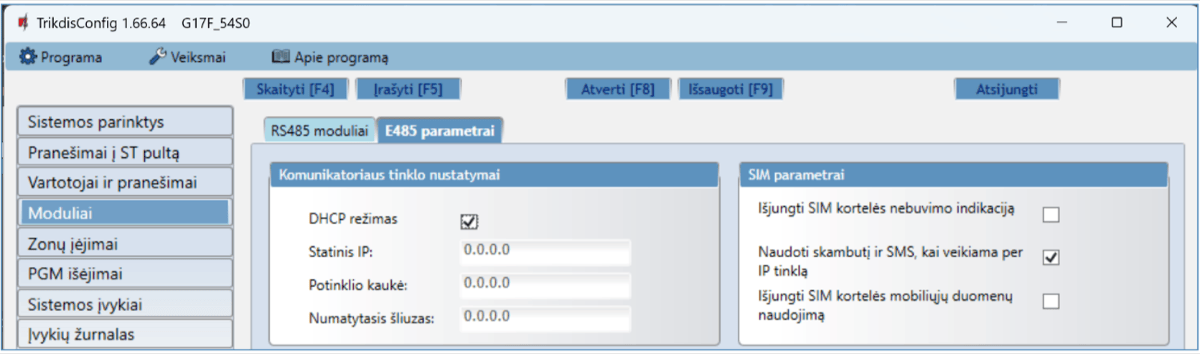 TrikdisConfig 1.66.64 G17F_54S0
Programa Veiksmai Apie programą
Skaityti [F4] Įrašyti [F5] Atverti [F8] Išsaugoti [F9] Atsijungti
Sistemos parinktys
Pranešimai į ST pultą
Vartotojai ir pranešimai
Moduliai
Zonų įėjimai
PGM išėjimai
Sistemos įvykiai
Įvykių žurnalas
RS485 moduliai E485 parametrai
Komunikatoriaus tinklo nustatymai
DHCP režimas
Statinis IP: 0.0.0.0
Potinklio kaukė: 0.0.0.0
Numatytasis šliuzas: 0.0.0.0
SIM parametrai
Išjungti SIM kortelės nebuvimo indikaciją
Naudoti skambutį ir SMS, kai veikiama per
IP tinklą
Išjungti SIM kortelės mobiliųjų duomenų
naudojimą